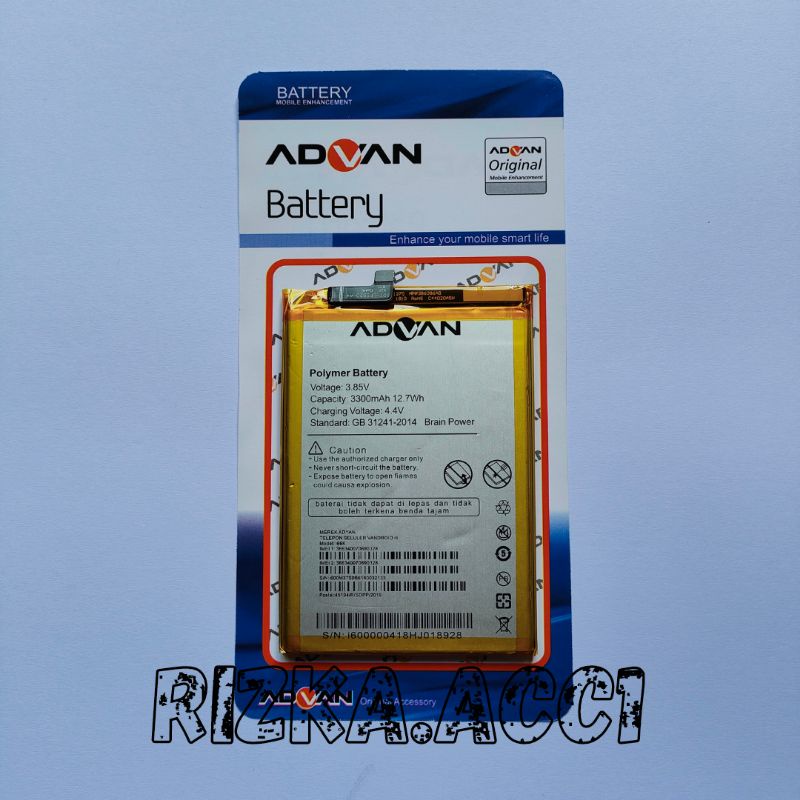 BATTERY
MOBILE ENHANCEMENT
ADVAN
Battery
ADVAN
Original
Mobile Enhancement
Enhance your mobile smart life
ADVAN
Polymer Battery
Voltage: 3.85V
Capacity: 3300mAh 12.7Wh
Charging Voltage: 4.4V
Standard: GB 31241-2014 Brain Power
Caution
- Use the authorized charger only
- Never short-circuit the battery.
- Expose battery to open flames
could cause explosion.
baterai tidak dapat di lepas dan tidak
boleh terkena benda tajam
MEREK ADVAN
S/N: i600000418HJ018928
RIZKA.ACC1
ADVAN
Original Accessory